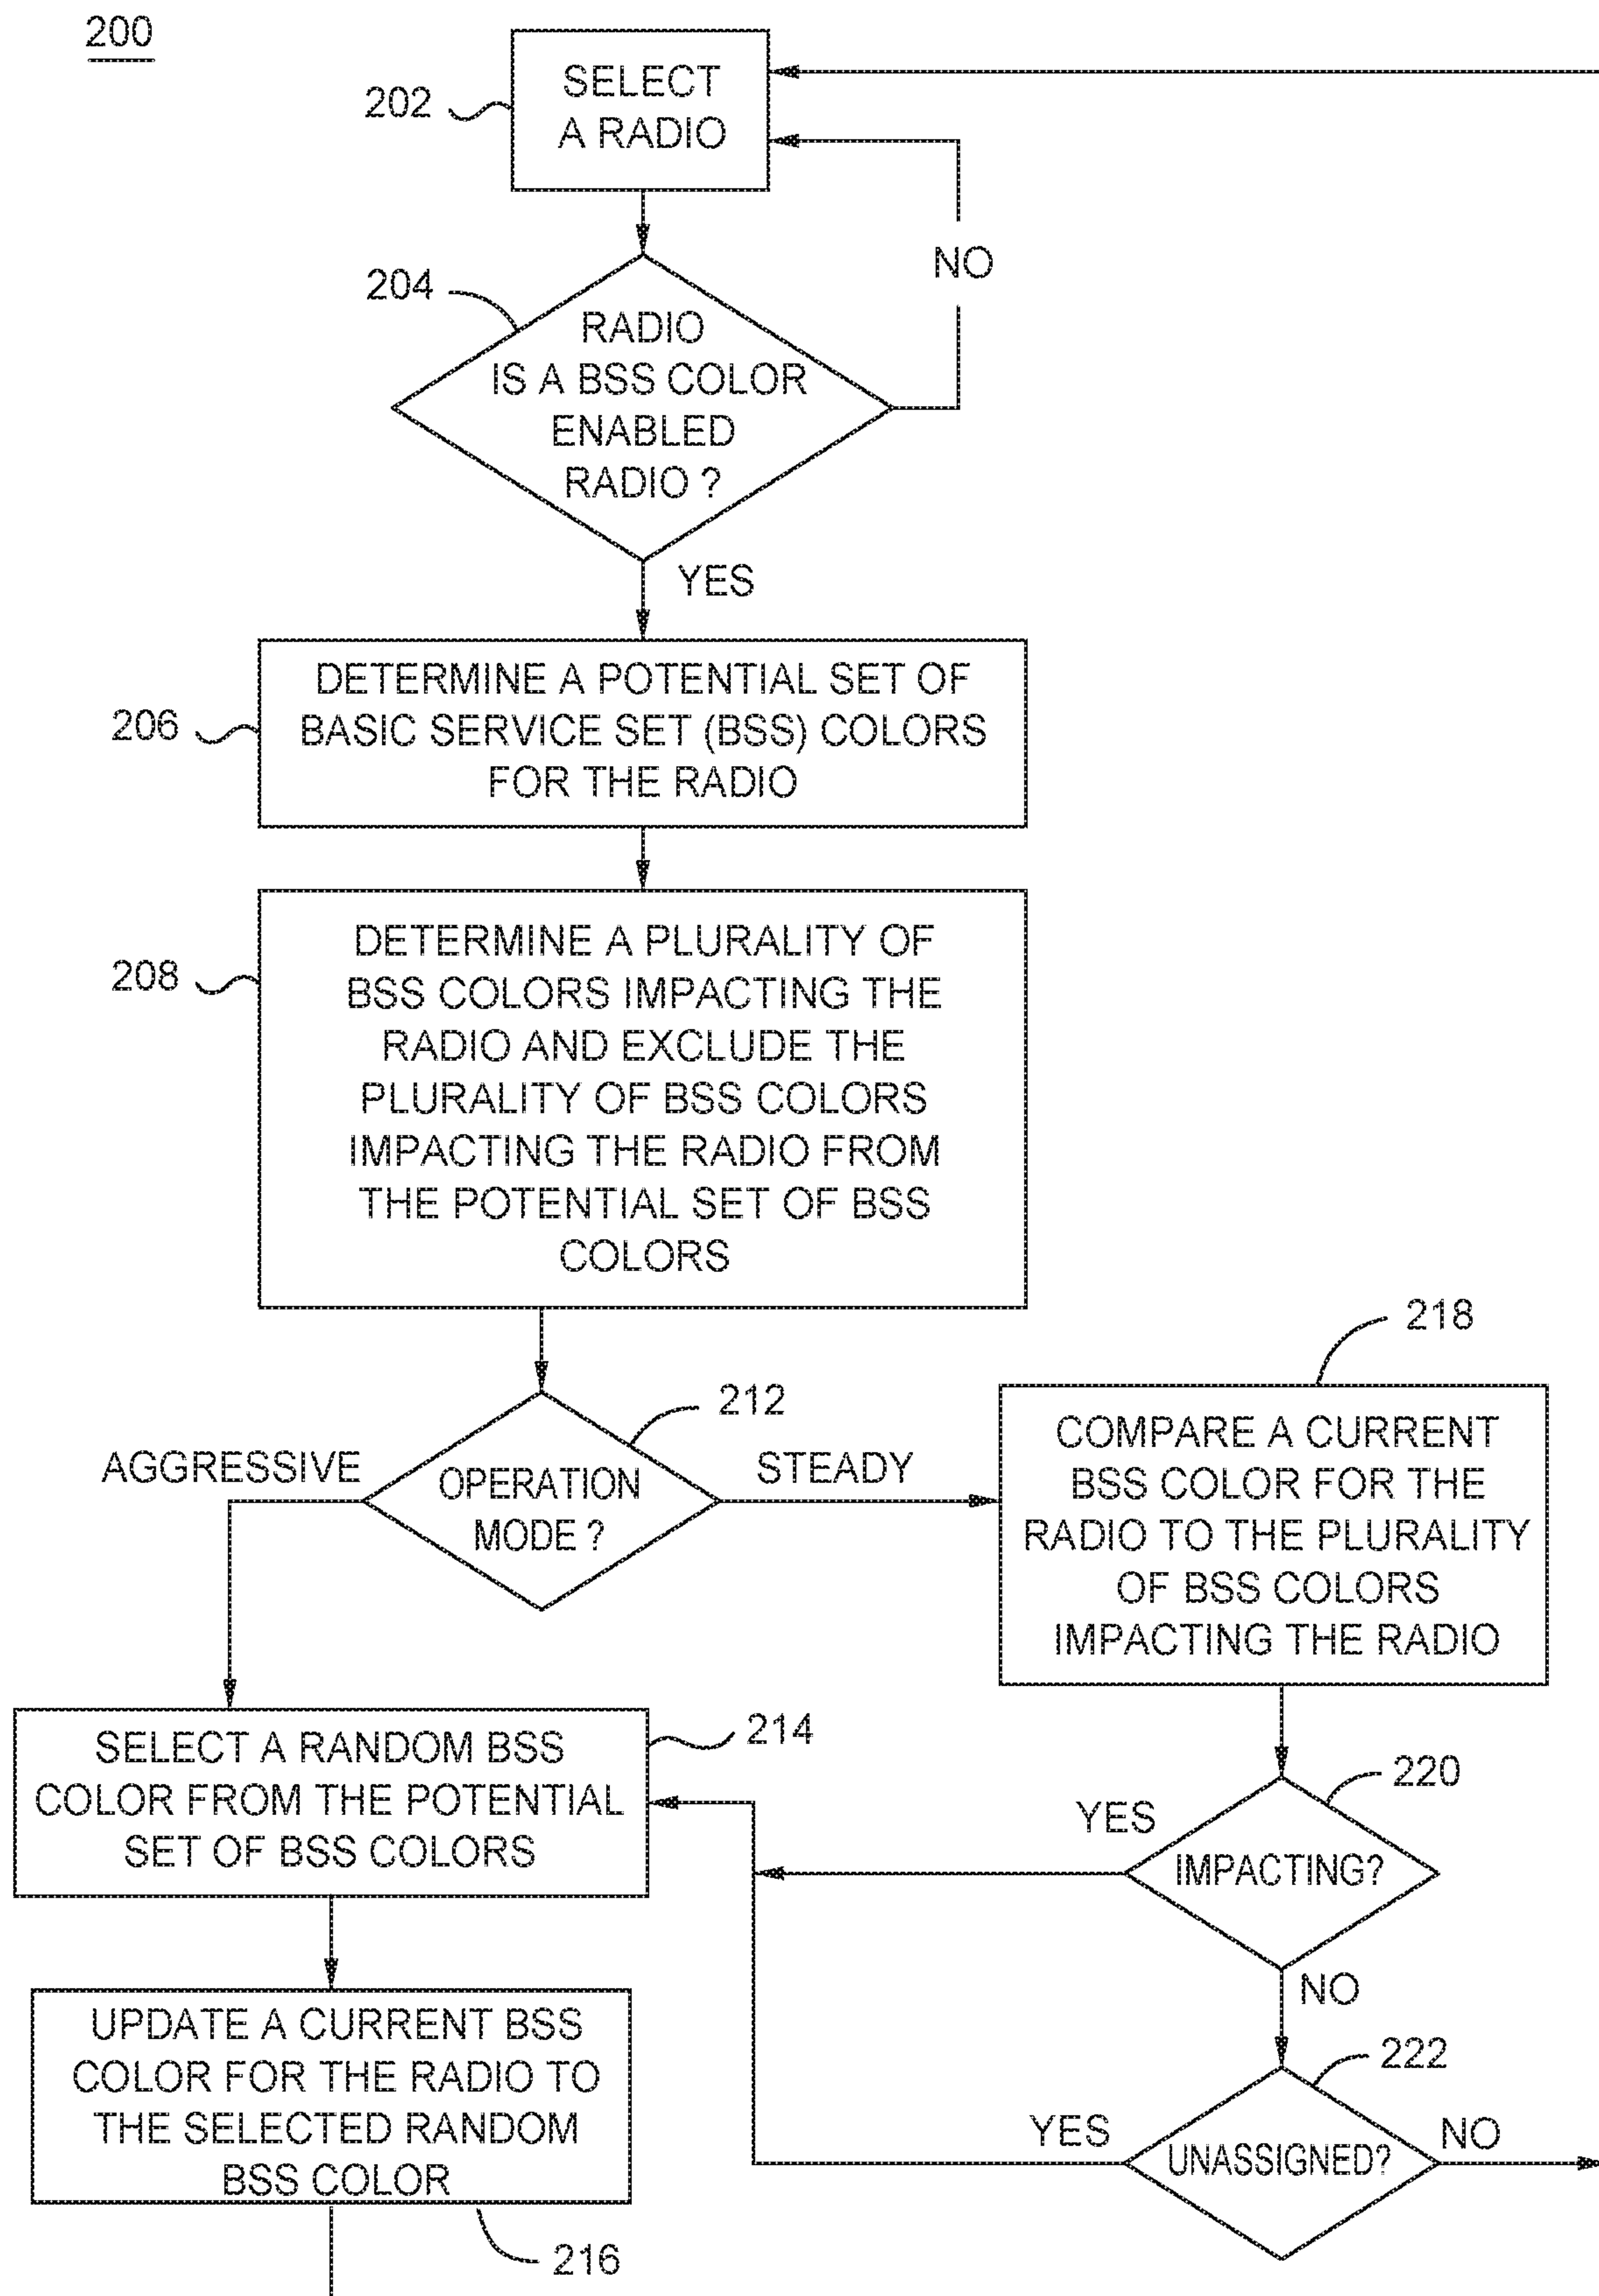 200
202
SELECT
A RADIO
NO
204
RADIO
IS A BSS COLOR
ENABLED
RADIO ?
YES
206
DETERMINE A POTENTIAL SET OF
BASIC SERVICE SET (BSS) COLORS
FOR THE RADIO
208
DETERMINE A PLURALITY OF
BSS COLORS IMPACTING THE
RADIO AND EXCLUDE THE
PLURALITY OF BSS COLORS
IMPACTING THE RADIO FROM
THE POTENTIAL SET OF BSS
COLORS
212
AGGRESSIVE
OPERATION
MODE ?
STEADY
218
COMPARE A CURRENT
BSS COLOR FOR THE
RADIO TO THE PLURALITY
OF BSS COLORS
IMPACTING THE RADIO
214
SELECT A RANDOM BSS
COLOR FROM THE POTENTIAL
SET OF BSS COLORS
220
YES
IMPACTING?
NO
216
UPDATE A CURRENT BSS
COLOR FOR THE RADIO TO
THE SELECTED RANDOM
BSS COLOR
222
YES
UNASSIGNED?
NO